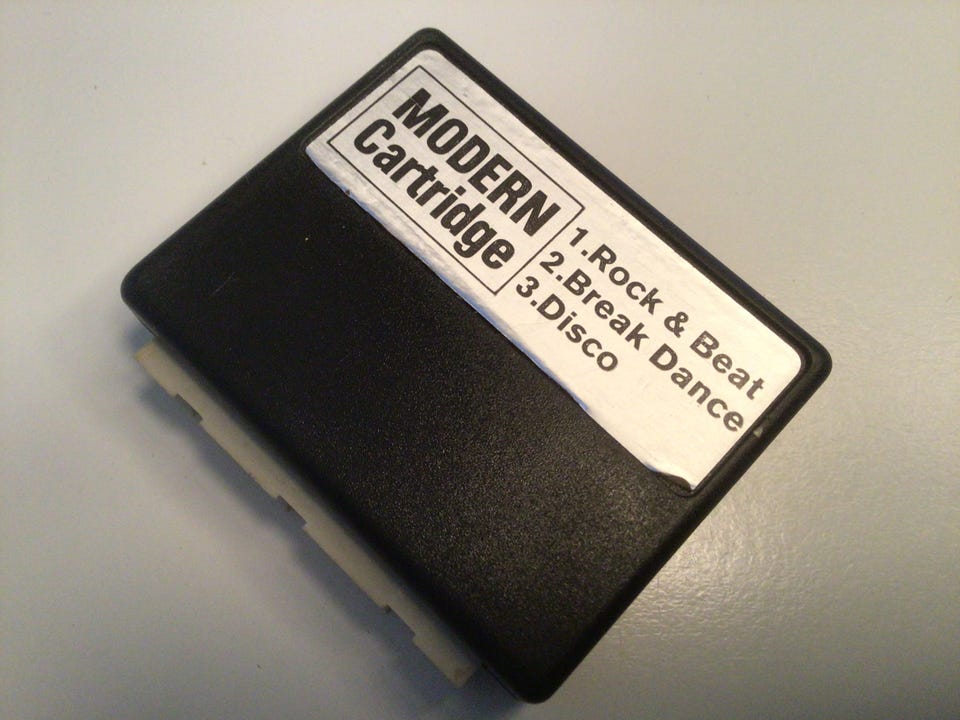 MODERN
Cartridge
1.Rock & Beat
2.Break Dance
3.Disco